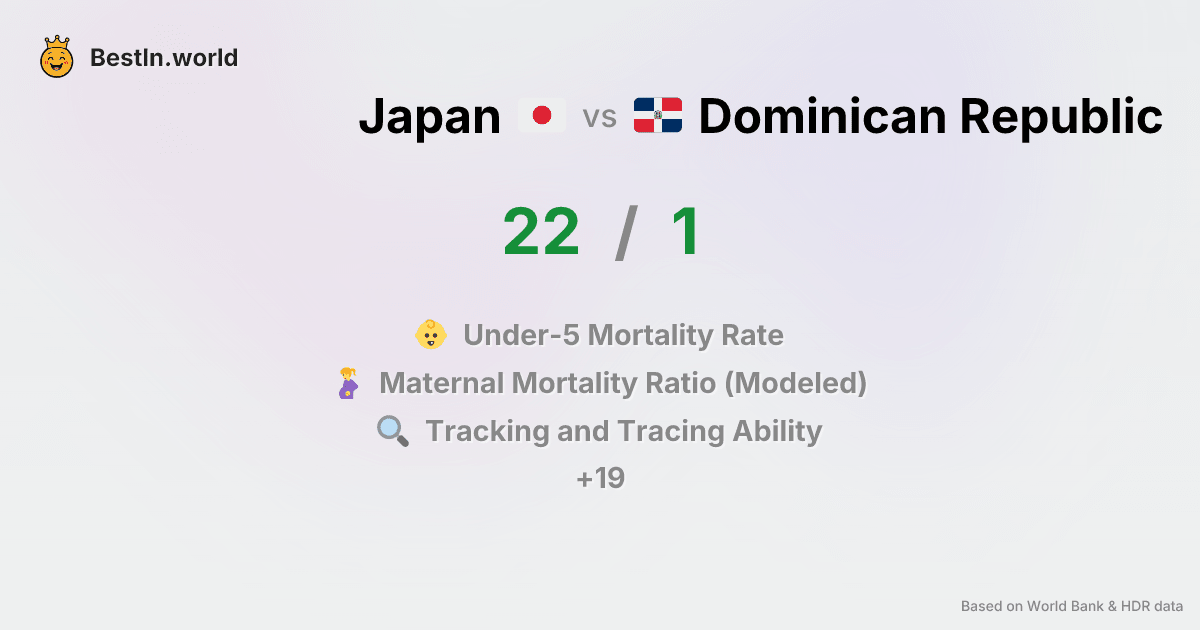 BestIn.world
Japan vs Dominican Republic
22 / 1
Under-5 Mortality Rate
Maternal Mortality Ratio (Modeled)
Tracking and Tracing Ability
+19
Based on World Bank & HDR data